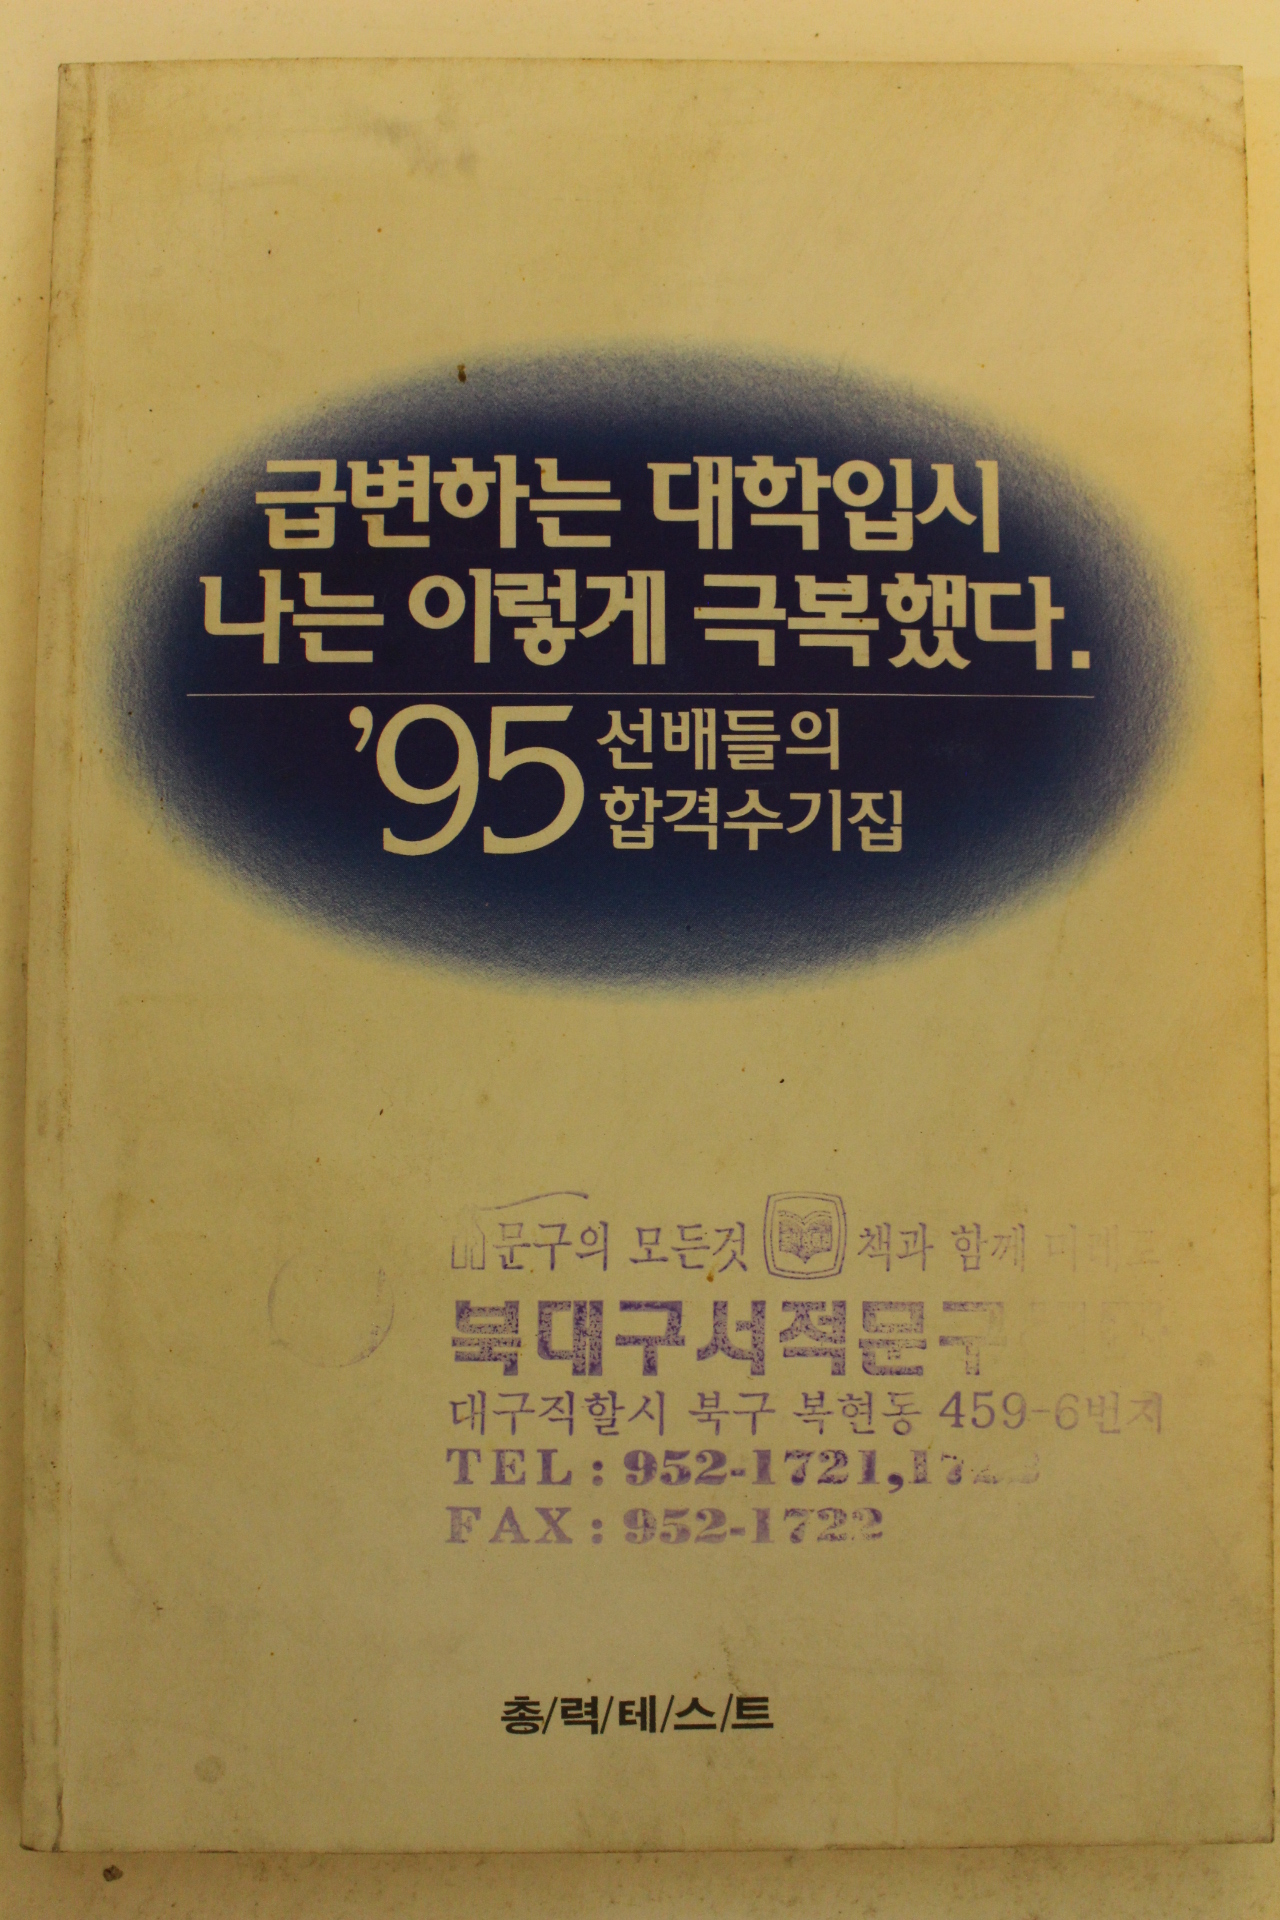 급변하는 대학입시
나는 이렇게 극복했다.
'95 선배들의
합격수기집
문구의 모든것 책과 함께
북대구서적문구
대구직할시 북구 복현동 459-6번지
TEL : 952-1721,1722
FAX : 952-1722
총/력/테/스/트